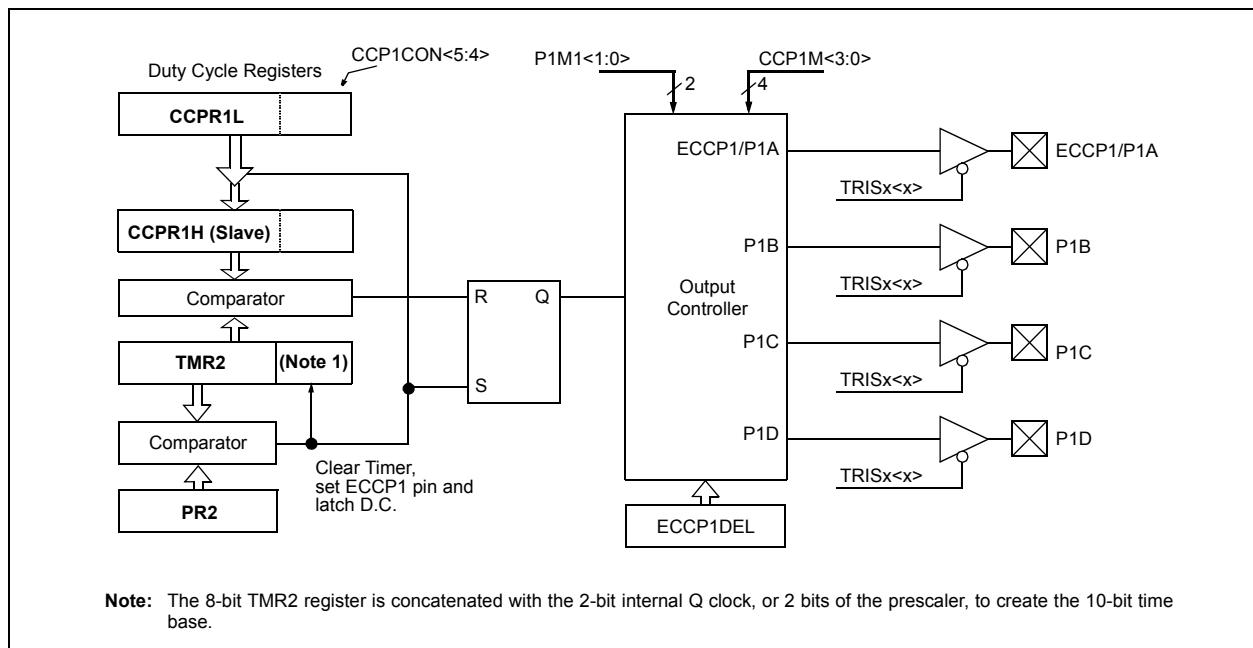 CCP1CON<5:4>
Duty Cycle Registers
CCPR1L
CCPR1H (Slave)
Comparator
TMR2
(Note 1)
Comparator
PR2
Clear Timer,
set ECCP1 pin and
latch D.C.
R
Q
S
P1M1<1:0>
2
CCP1M<3:0>
4
ECCP1/P1A
P1B
Output
Controller
P1C
P1D
ECCP1DEL
TRISx<x>
ECCP1/P1A
TRISx<x>
P1B
TRISx<x>
P1C
TRISx<x>
P1D
Note: The 8-bit TMR2 register is concatenated with the 2-bit internal Q clock, or 2 bits of the prescaler, to create the 10-bit time
base.